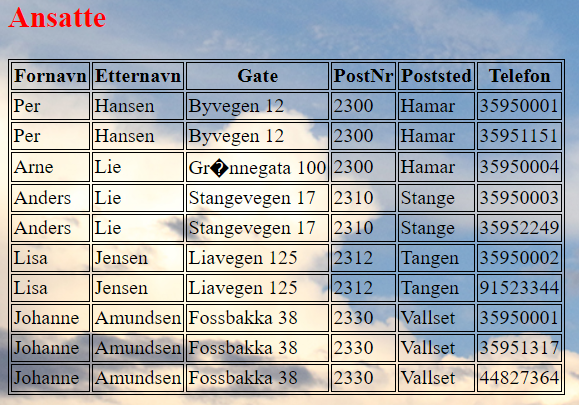 Ansatte
Fornavn Etternavn Gate PostNr Poststed Telefon
Per Hansen Byvegen 12 2300 Hamar 35950001
Per Hansen Byvegen 12 2300 Hamar 35951151
Arne Lie Gr�nnegata 100 2300 Hamar 35950004
Anders Lie Stangevegen 17 2310 Stange 35950003
Anders Lie Stangevegen 17 2310 Stange 35952249
Lisa Jensen Liavegen 125 2312 Tangen 35950002
Lisa Jensen Liavegen 125 2312 Tangen 91523344
Johanne Amundsen Fossbakka 38 2330 Vallset 35950001
Johanne Amundsen Fossbakka 38 2330 Vallset 35951317
Johanne Amundsen Fossbakka 38 2330 Vallset 44827364